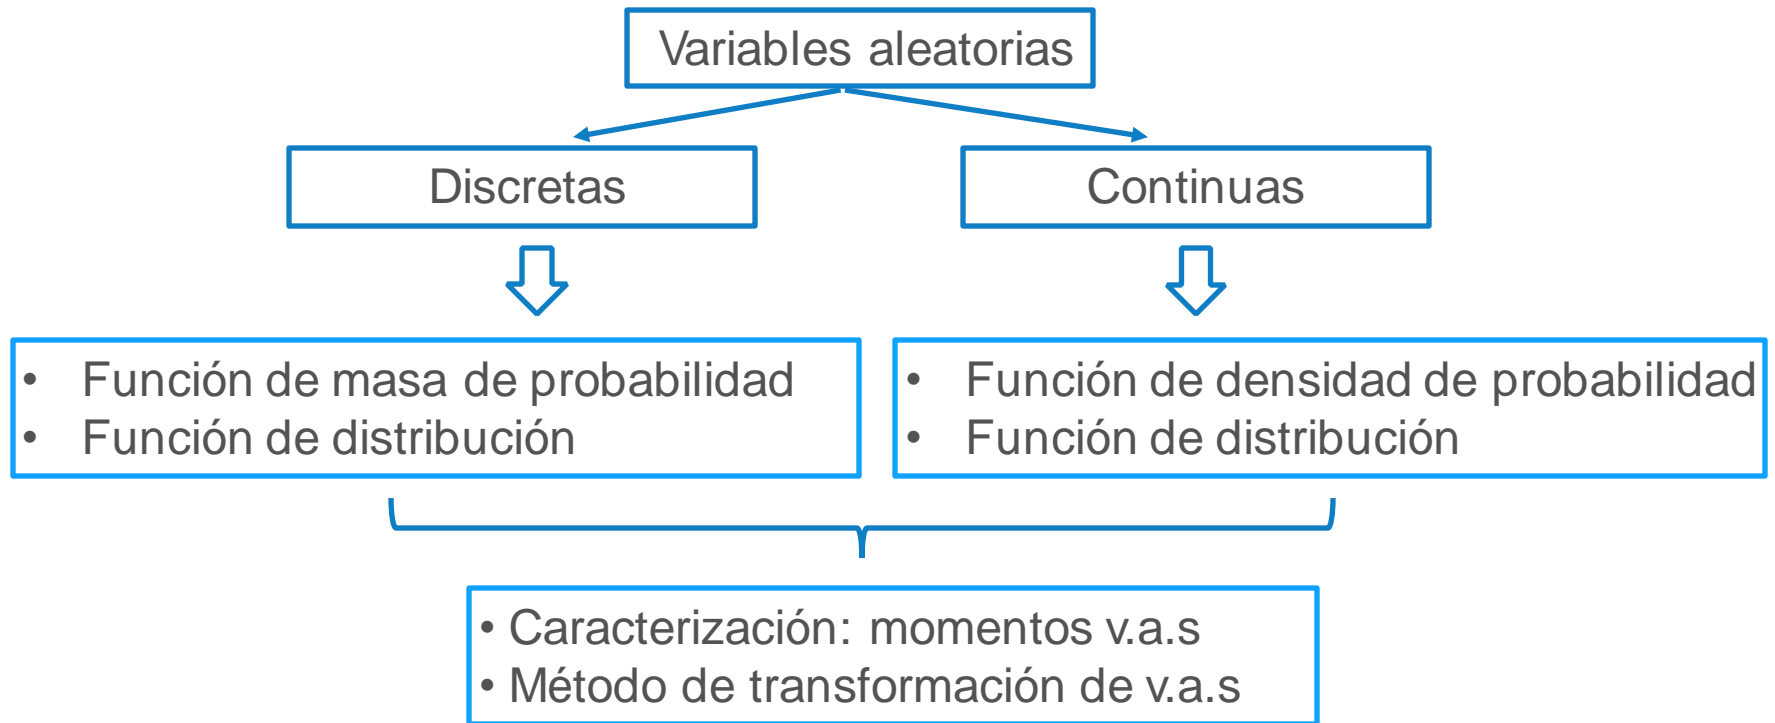 Variables aleatorias
Discretas
Continuas
• Función de masa de probabilidad
• Función de distribución
• Función de densidad de probabilidad
• Función de distribución
• Caracterización: momentos v.a.s
• Método de transformación de v.a.s